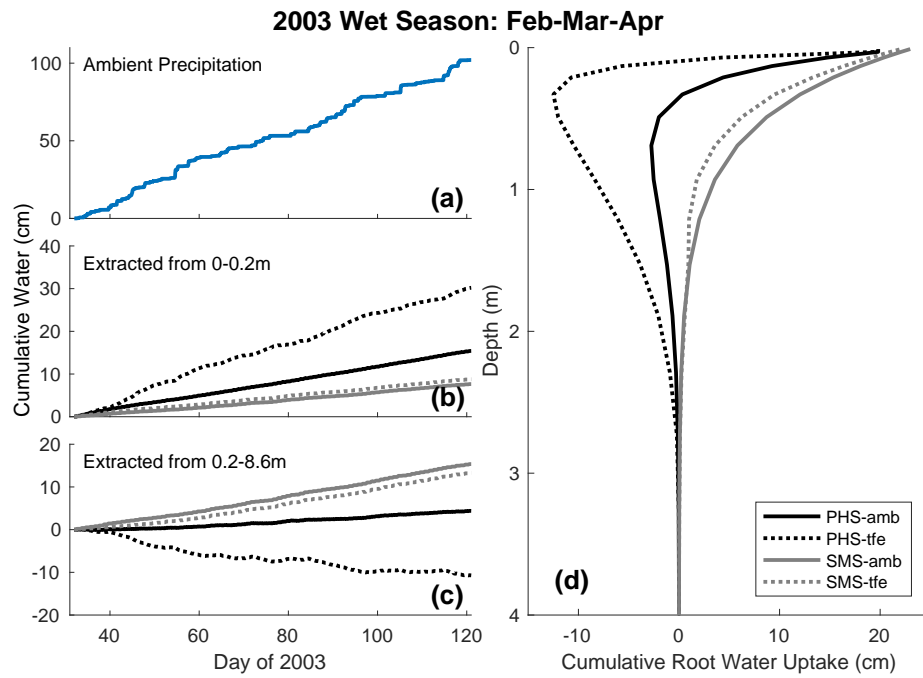 2003 Wet Season: Feb-Mar-Apr
Ambient Precipitation
100
50
0
(a)
Cumulative Water (cm)
Extracted from 0-0.2m
40
30
20
10
0
(b)
Extracted from 0.2-8.6m
20
10
0
-10
-20
(c)
40 60 80 100 120
Day of 2003
0
1
2
3
4
Depth (m)
PHS-amb
PHS-tfe
SMS-amb
SMS-tfe
(d)
-10 0 10 20
Cumulative Root Water Uptake (cm)